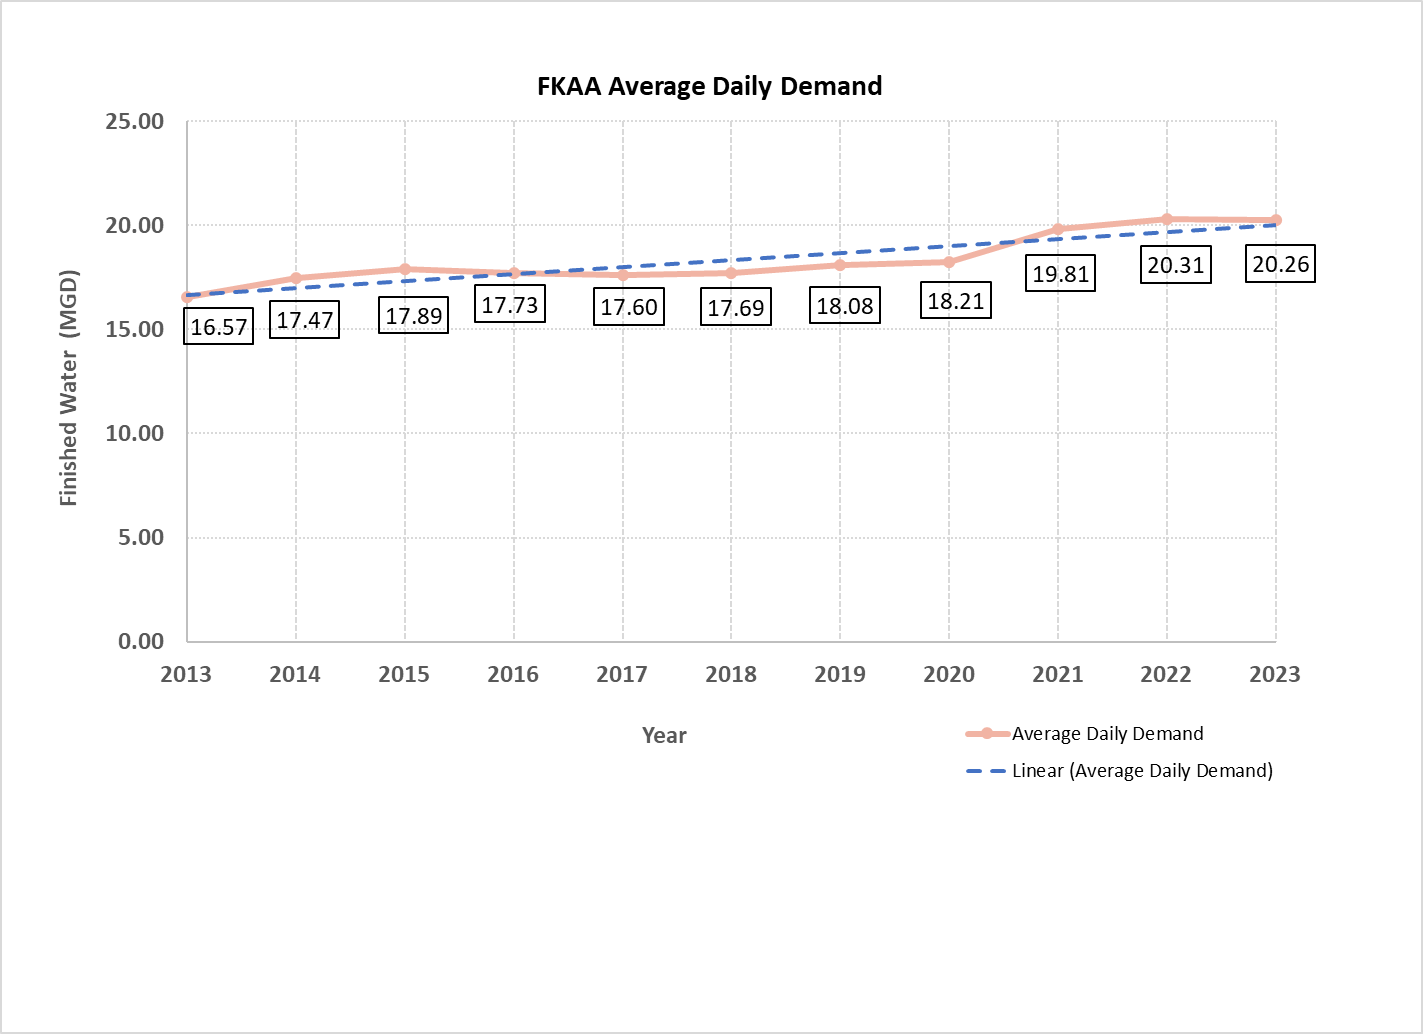 FKAA Average Daily Demand
25.00
20.00
15.00
10.00
5.00
0.00
Finished Water (MGD)
16.57
17.47
17.89
17.73
17.60
17.69
18.08
18.21
19.81
20.31
20.26
2013 2014 2015 2016 2017 2018 2019 2020 2021 2022 2023
Year
Average Daily Demand
Linear (Average Daily Demand)